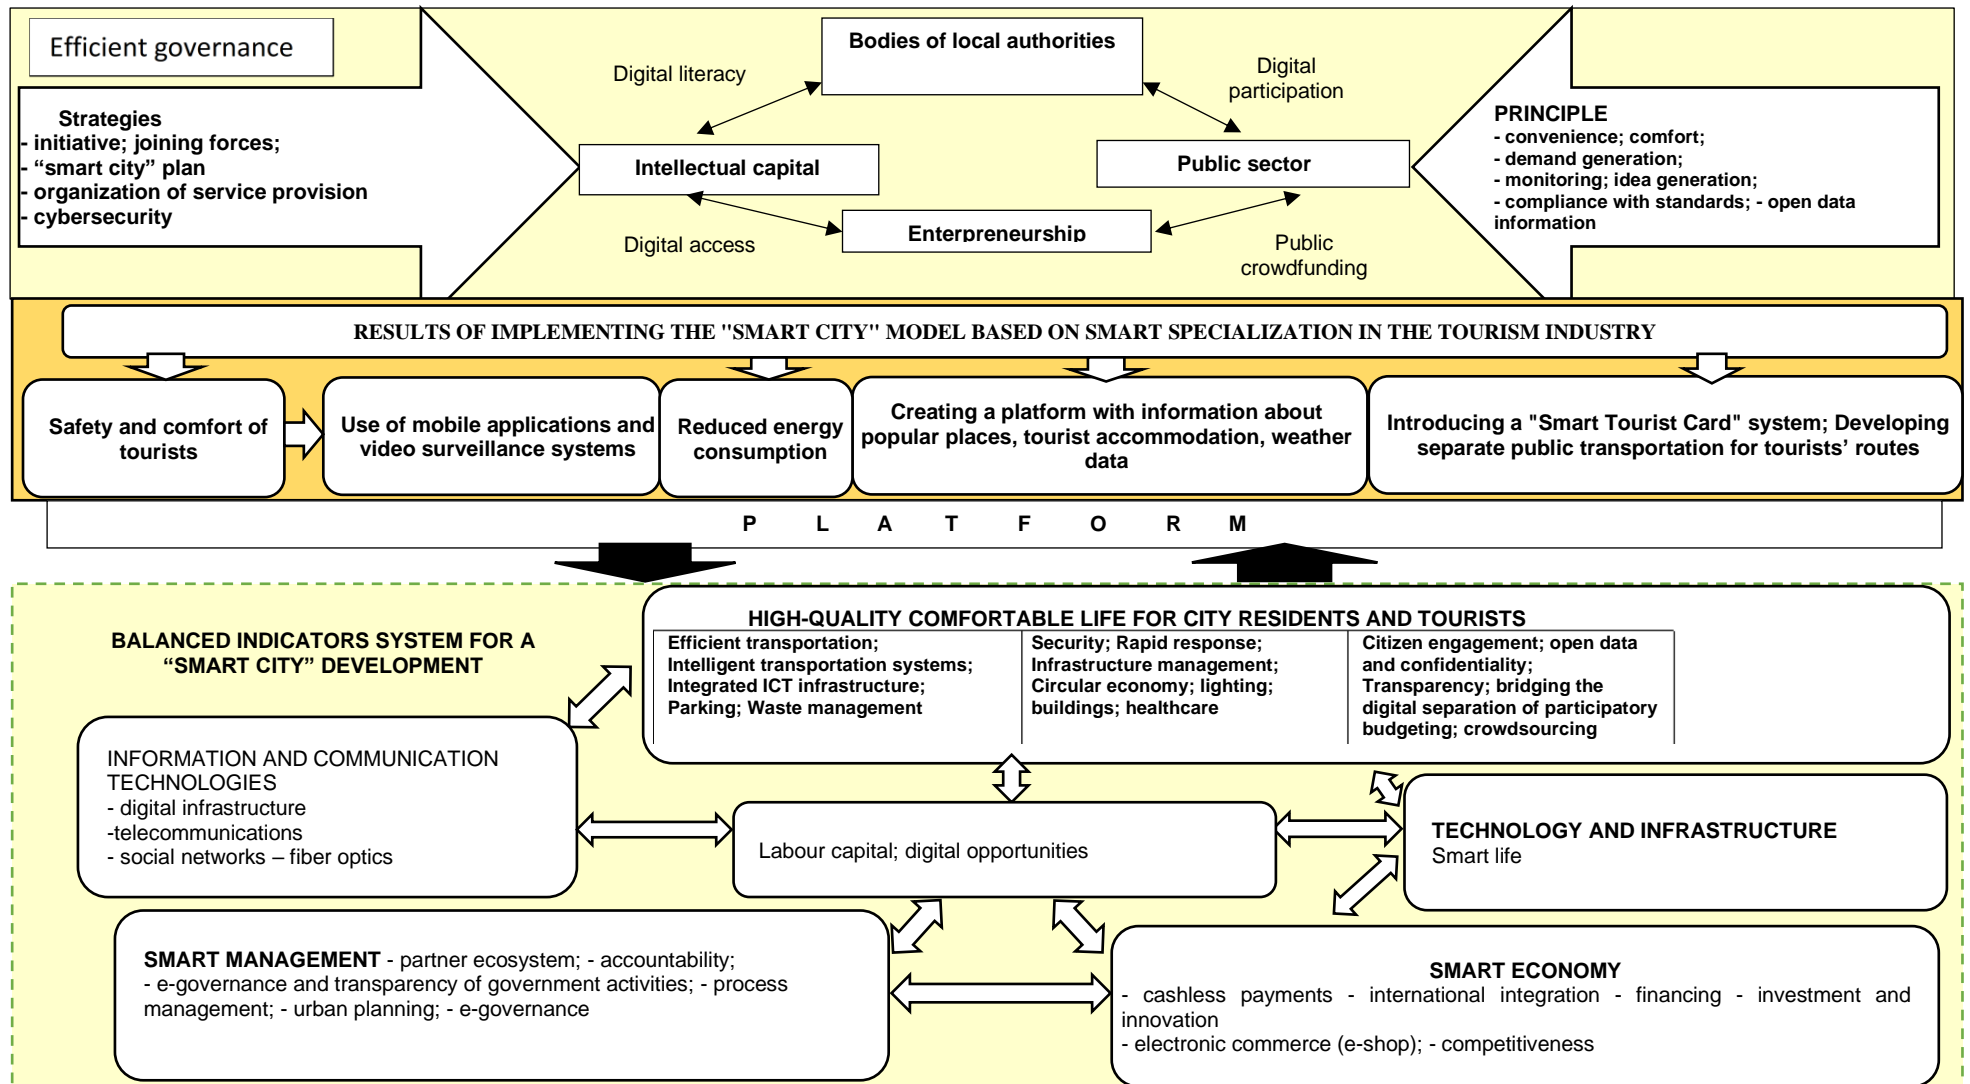 Efficient governance
Strategies
- initiative; joining forces;
- “smart city” plan
- organization of service provision
- cybersecurity
Digital literacy
Bodies of local authorities
Digital
participation
Intellectual capital
Public sector
Digital access
Enterpreneurship
Public
crowdfunding
PRINCIPLE
- convenience; comfort;
- demand generation;
- monitoring; idea generation;
- compliance with standards; - open data
information
RESULTS OF IMPLEMENTING THE "SMART CITY" MODEL BASED ON SMART SPECIALIZATION IN THE TOURISM INDUSTRY
Safety and comfort of
tourists
Use of mobile applications and
video surveillance systems
Reduced energy
consumption
Creating a platform with information about
popular places, tourist accommodation, weather
data
Introducing a "Smart Tourist Card" system; Developing
separate public transportation for tourists’ routes
P L A T F O R M
BALANCED INDICATORS SYSTEM FOR A
“SMART CITY” DEVELOPMENT
HIGH-QUALITY COMFORTABLE LIFE FOR CITY RESIDENTS AND TOURISTS
Efficient transportation;
Intelligent transportation systems;
Integrated ICT infrastructure;
Parking; Waste management
Security; Rapid response;
Infrastructure management;
Circular economy; lighting;
buildings; healthcare
Citizen engagement; open data
and confidentiality;
Transparency; bridging the
digital separation of participatory
budgeting; crowdsourcing
INFORMATION AND COMMUNICATION
TECHNOLOGIES
- digital infrastructure
-telecommunications
- social networks – fiber optics
Labour capital; digital opportunities
TECHNOLOGY AND INFRASTRUCTURE
Smart life
SMART MANAGEMENT - partner ecosystem; - accountability;
- e-governance and transparency of government activities; - process
management; - urban planning; - e-governance
SMART ECONOMY
- cashless payments - international integration - financing - investment and
innovation
- electronic commerce (e-shop); - competitiveness